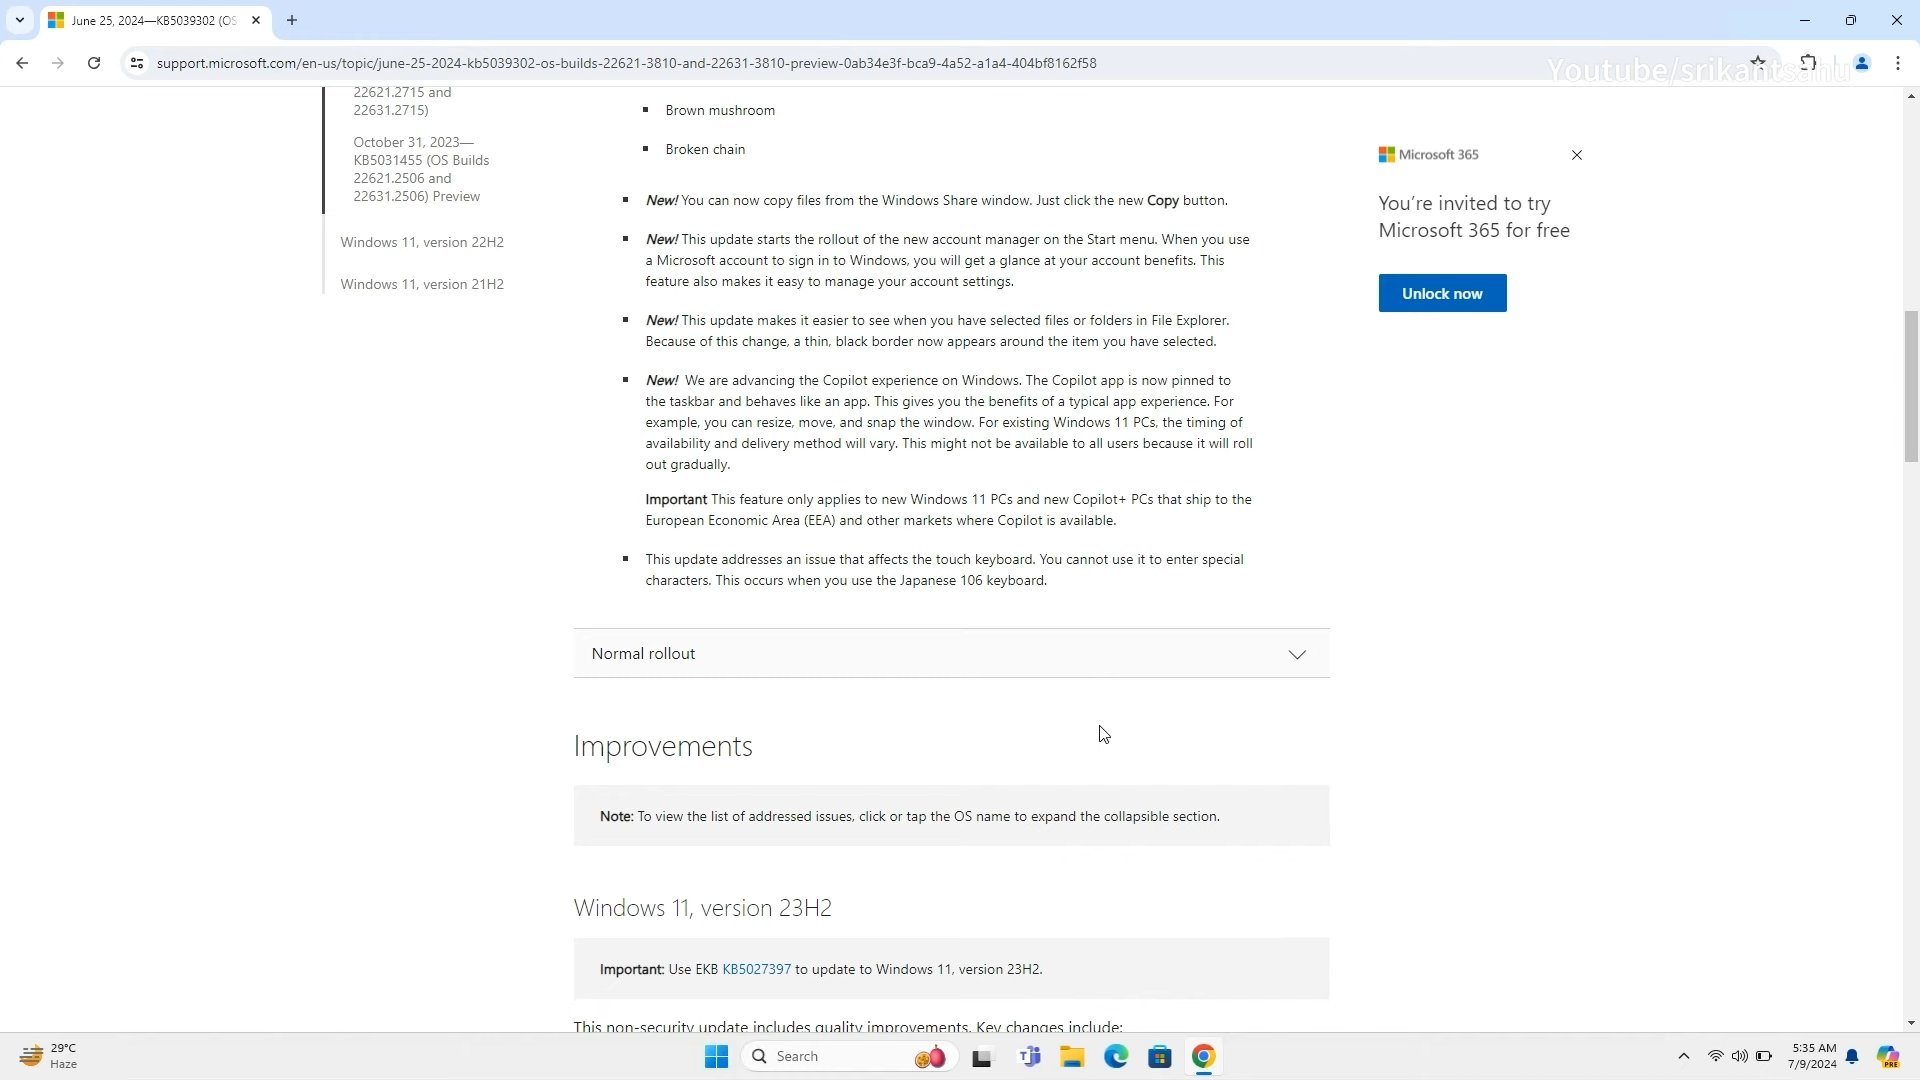 June 25, 2024—KB5039302 (OS
support.microsoft.com/en-us/topic/june-25-2024-kb5039302-os-builds-22621-3810-and-22631-3810-preview-0ab34e3f-bca9-4a52-a1a4-404bf8162f58
Youtube/srikantsahu
22621.2715 and
22631.2715)
October 31, 2023—
KB5031455 (OS Builds
22621.2506 and
22631.2506) Preview
Windows 11, version 22H2
Windows 11, version 21H2
▪ Brown mushroom
▪ Broken chain
▪ New! You can now copy files from the Windows Share window. Just click the new Copy button.
▪ New! This update starts the rollout of the new account manager on the Start menu. When you use
a Microsoft account to sign in to Windows, you will get a glance at your account benefits. This
feature also makes it easy to manage your account settings.
▪ New! This update makes it easier to see when you have selected files or folders in File Explorer.
Because of this change, a thin, black border now appears around the item you have selected.
▪ New! We are advancing the Copilot experience on Windows. The Copilot app is now pinned to
the taskbar and behaves like an app. This gives you the benefits of a typical app experience. For
example, you can resize, move, and snap the window. For existing Windows 11 PCs, the timing of
availability and delivery method will vary. This might not be available to all users because it will roll
out gradually.
Important This feature only applies to new Windows 11 PCs and new Copilot+ PCs that ship to the
European Economic Area (EEA) and other markets where Copilot is available.
▪ This update addresses an issue that affects the touch keyboard. You cannot use it to enter special
characters. This occurs when you use the Japanese 106 keyboard.
Normal rollout
Improvements
Note: To view the list of addressed issues, click or tap the OS name to expand the collapsible section.
Windows 11, version 23H2
Important: Use EKB KB5027397 to update to Windows 11, version 23H2.
This non-security update includes quality improvements. Key changes include:
Microsoft 365
You're invited to try
Microsoft 365 for free
Unlock now
29°C
Haze
Search
5:35 AM
7/9/2024
PRE